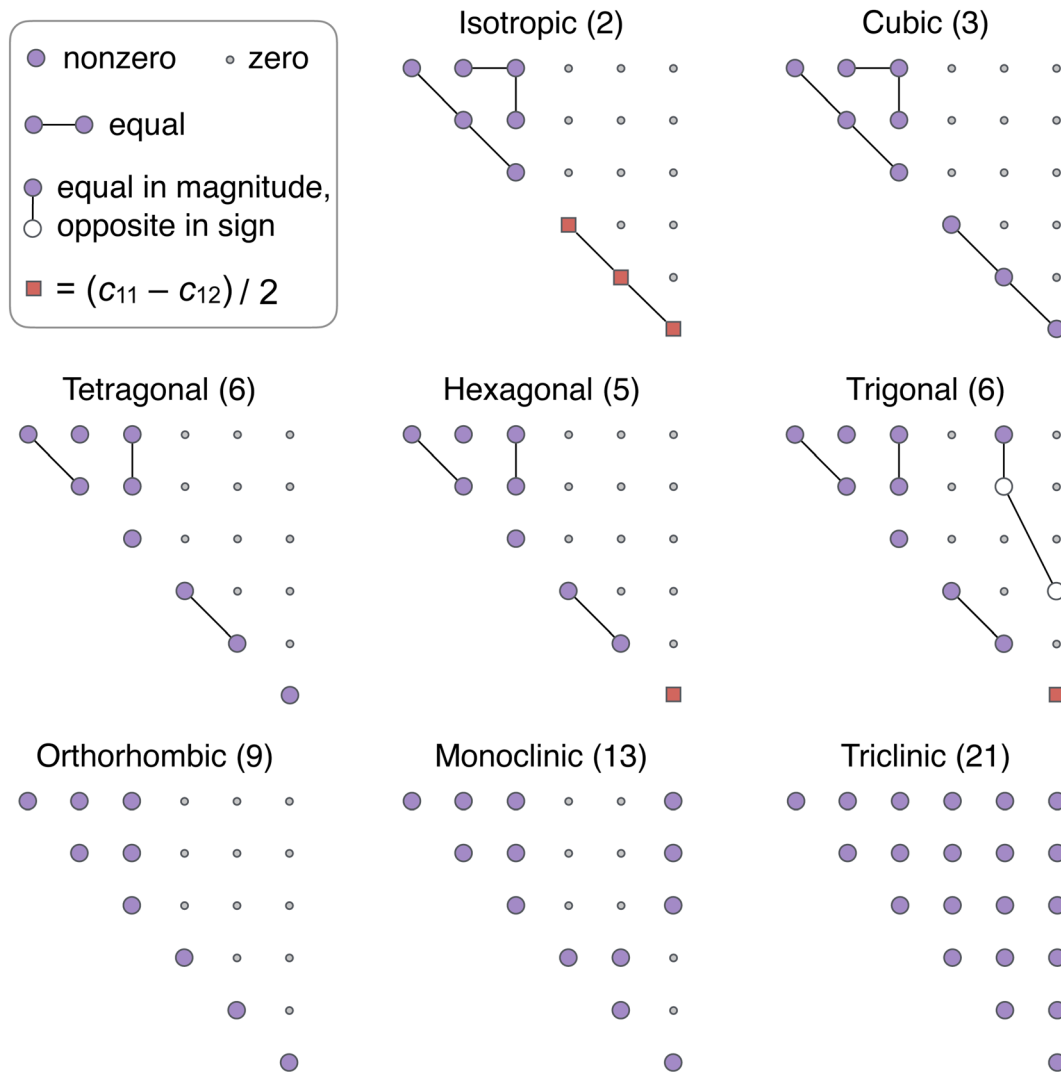 nonzero
zero
equal
equal in magnitude,
opposite in sign
= (c₁₁ – c₁₂) / 2
Isotropic (2)
Cubic (3)
Tetragonal (6)
Hexagonal (5)
Trigonal (6)
Orthorhombic (9)
Monoclinic (13)
Triclinic (21)